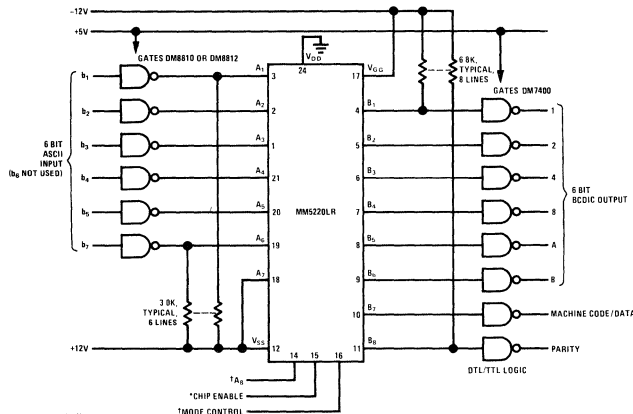 -12V
+5V
GATES DM8810 OR DM8812
VDD
24
6 8K,
TYPICAL,
8 LINES
GATES DM7400
b1
A1
3
17
VGG
4
B1
1
b2
A2
2
5
B2
2
b3
A3
1
6
B3
4
6 BIT
ASCII
INPUT
(b6 NOT USED)
b4
A4
21
7
B4
8
6 BIT
BCDIC OUTPUT
MM5220LR
b5
A5
20
8
B5
A
b7
A6
19
9
B6
B
A7
18
10
B7
MACHINE CODE/DATA
3 0K,
TYPICAL,
6 LINES
+12V
VSS
12
11
B8
PARITY
14
15
16
DTL/TTL LOGIC
†A8
*CHIP ENABLE
†MODE CONTROL